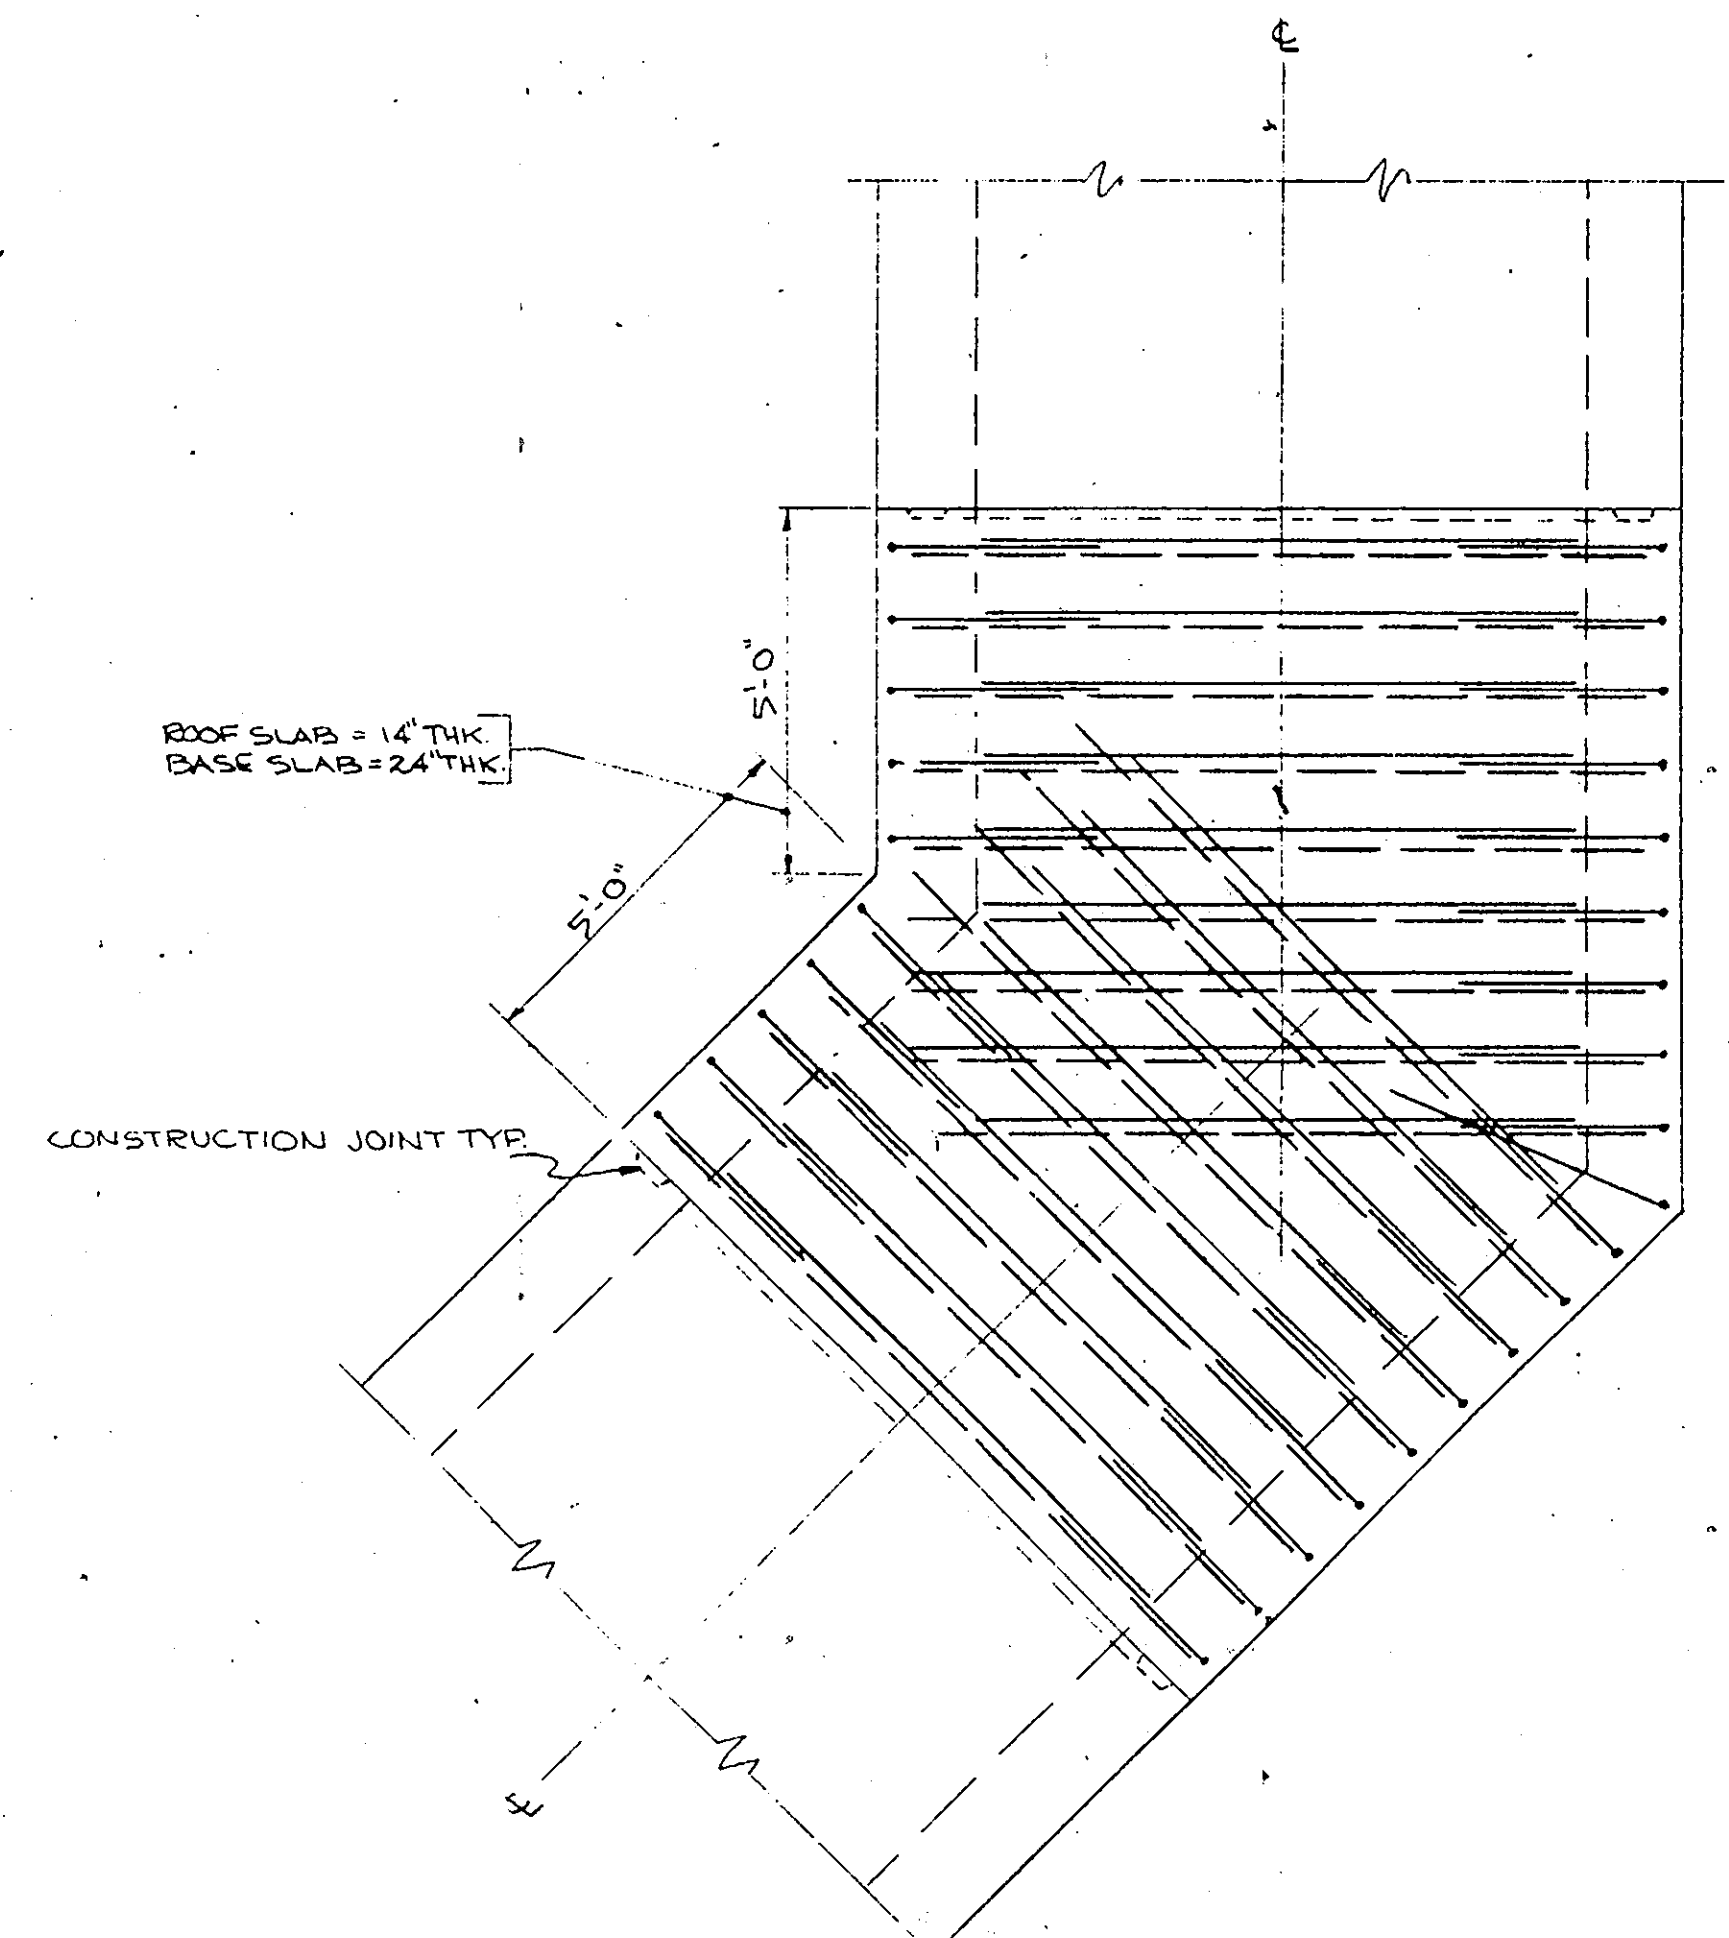 ℄
5'-0"
ROOF SLAB = 14" THK.
BASE SLAB = 24" THK.
5'-0"
CONSTRUCTION JOINT TYP.
℄